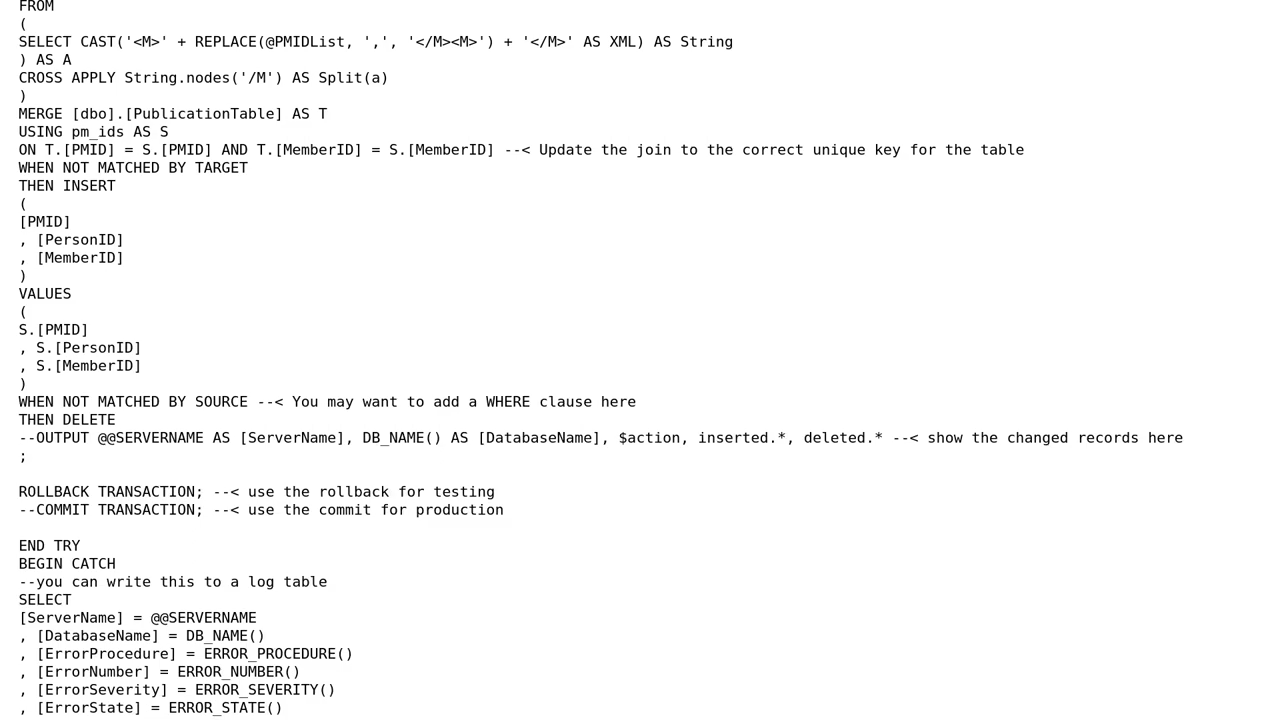 FROM
(
SELECT CAST('<M>' + REPLACE(@PMIDList, ',', '</M><M>') + '</M>' AS XML) AS String
) AS A
CROSS APPLY String.nodes('/M') AS Split(a)
)
MERGE [dbo].[PublicationTable] AS T
USING pm_ids AS S
ON T.[PMID] = S.[PMID] AND T.[MemberID] = S.[MemberID] --< Update the join to the correct unique key for the table
WHEN NOT MATCHED BY TARGET
THEN INSERT
(
[PMID]
, [PersonID]
, [MemberID]
)
VALUES
(
S.[PMID]
, S.[PersonID]
, S.[MemberID]
)
WHEN NOT MATCHED BY SOURCE --< You may want to add a WHERE clause here
THEN DELETE
--OUTPUT @@SERVERNAME AS [ServerName], DB_NAME() AS [DatabaseName], $action, inserted.*, deleted.* --< show the changed records here
;
ROLLBACK TRANSACTION; --< use the rollback for testing
--COMMIT TRANSACTION; --< use the commit for production
END TRY
BEGIN CATCH
--you can write this to a log table
SELECT
[ServerName] = @@SERVERNAME
, [DatabaseName] = DB_NAME()
, [ErrorProcedure] = ERROR_PROCEDURE()
, [ErrorNumber] = ERROR_NUMBER()
, [ErrorSeverity] = ERROR_SEVERITY()
, [ErrorState] = ERROR_STATE()